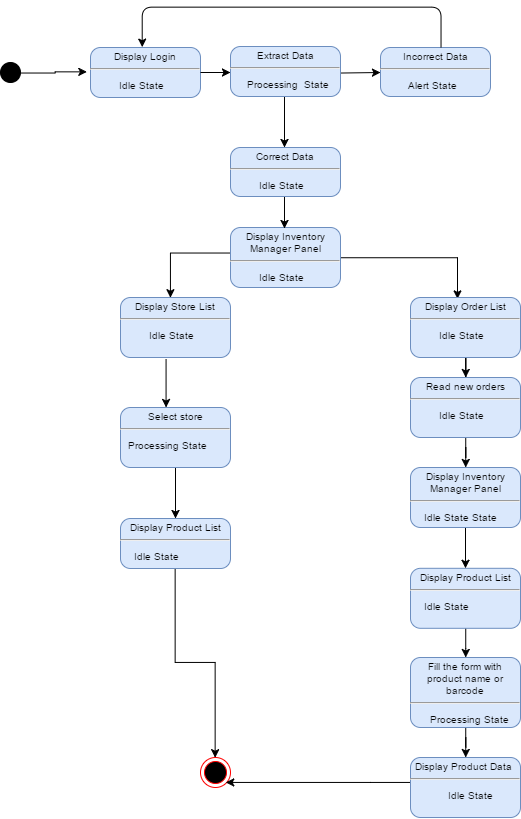 Display Login
Idle State
Extract Data
Processing State
Incorrect Data
Alert State
Correct Data
Idle State
Display Inventory
Manager Panel
Idle State
Display Store List
Idle State
Display Order List
Idle State
Read new orders
Idle State
Select store
Processing State
Display Inventory
Manager Panel
Idle State State
Display Product List
Idle State
Display Product List
Idle State
Fill the form with
product name or
barcode
Processing State
Display Product Data
Idle State